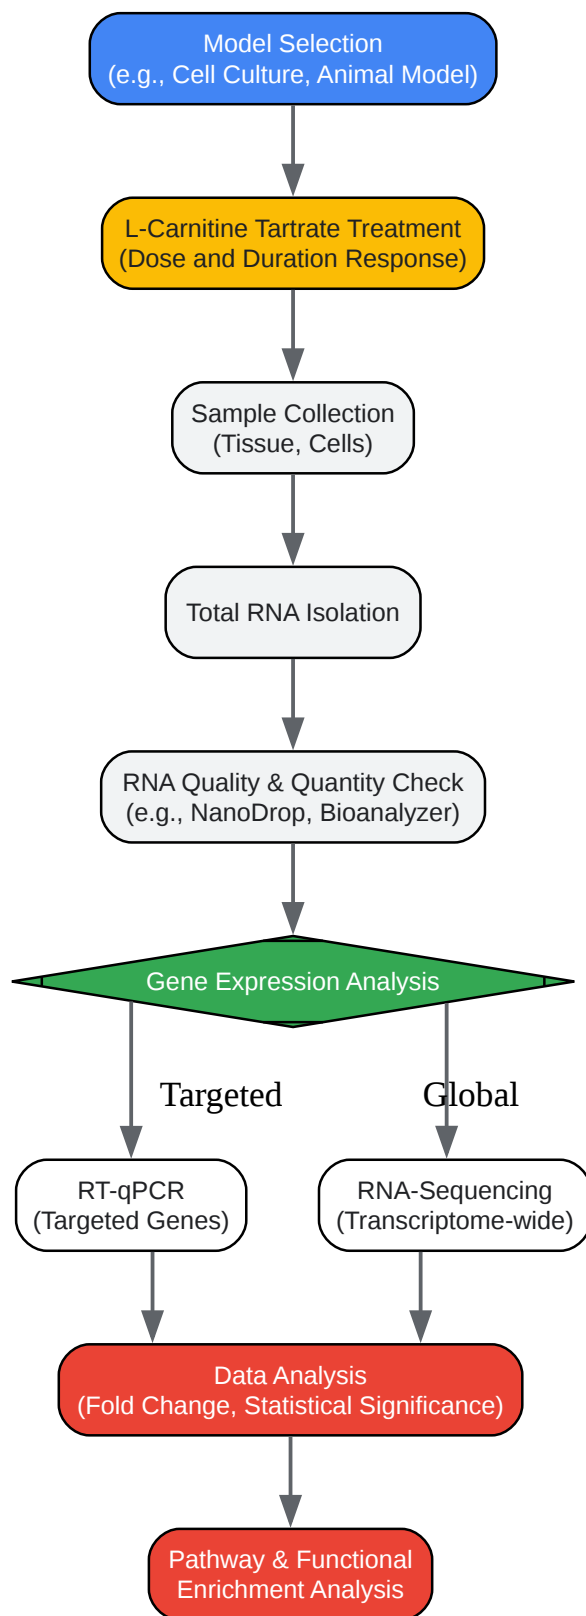 Model Selection
(e.g., Cell Culture, Animal Model)
L-Carnitine Tartrate Treatment
(Dose and Duration Response)
Sample Collection
(Tissue, Cells)
Total RNA Isolation
RNA Quality & Quantity Check
(e.g., NanoDrop, Bioanalyzer)
Gene Expression Analysis
Targeted
Global
RT-qPCR
(Targeted Genes)
RNA-Sequencing
(Transcriptome-wide)
Data Analysis
(Fold Change, Statistical Significance)
Pathway & Functional
Enrichment Analysis